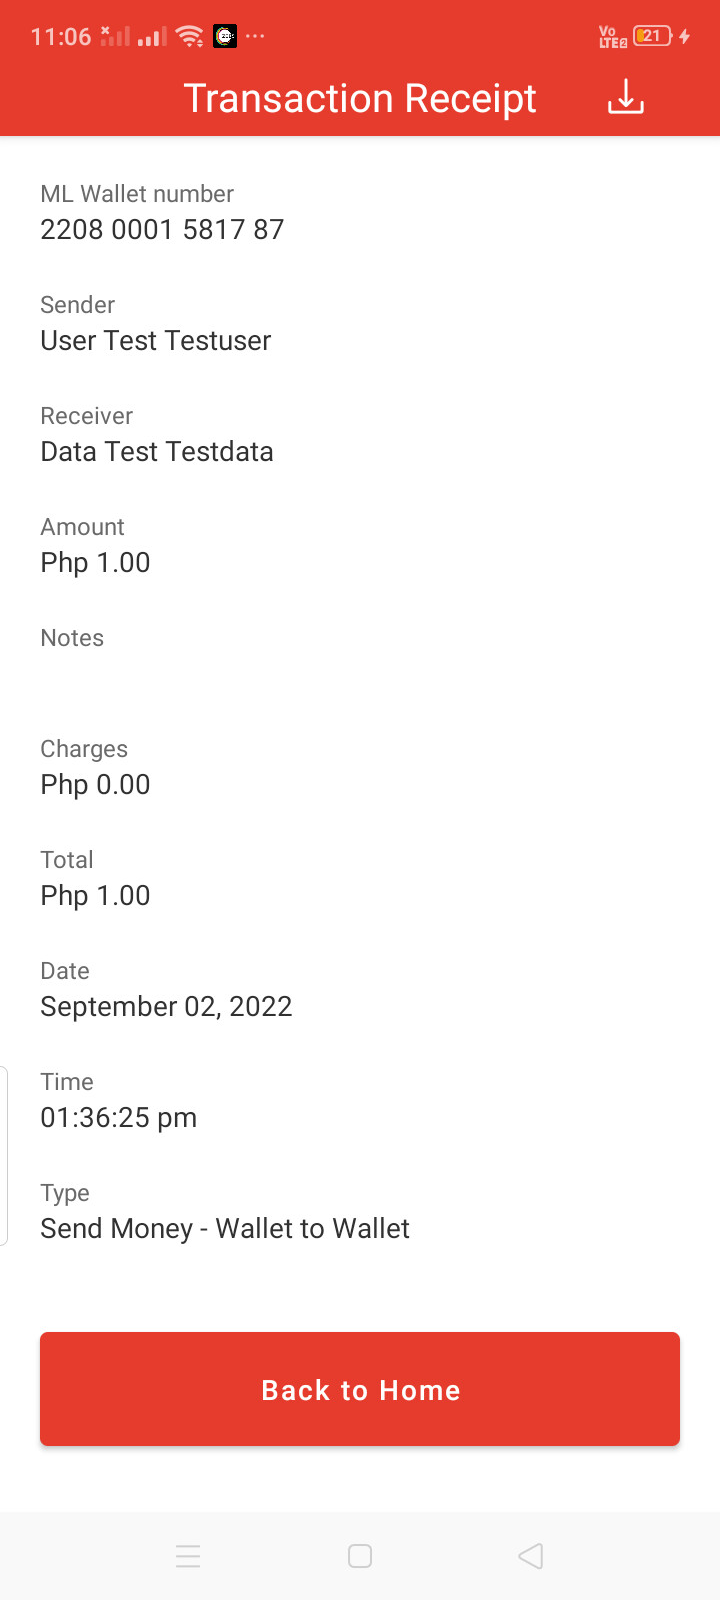 11:06
Vo
LTE2
21
Transaction Receipt
ML Wallet number
2208 0001 5817 87
Sender
User Test Testuser
Receiver
Data Test Testdata
Amount
Php 1.00
Notes
Charges
Php 0.00
Total
Php 1.00
Date
September 02, 2022
Time
01:36:25 pm
Type
Send Money - Wallet to Wallet
Back to Home